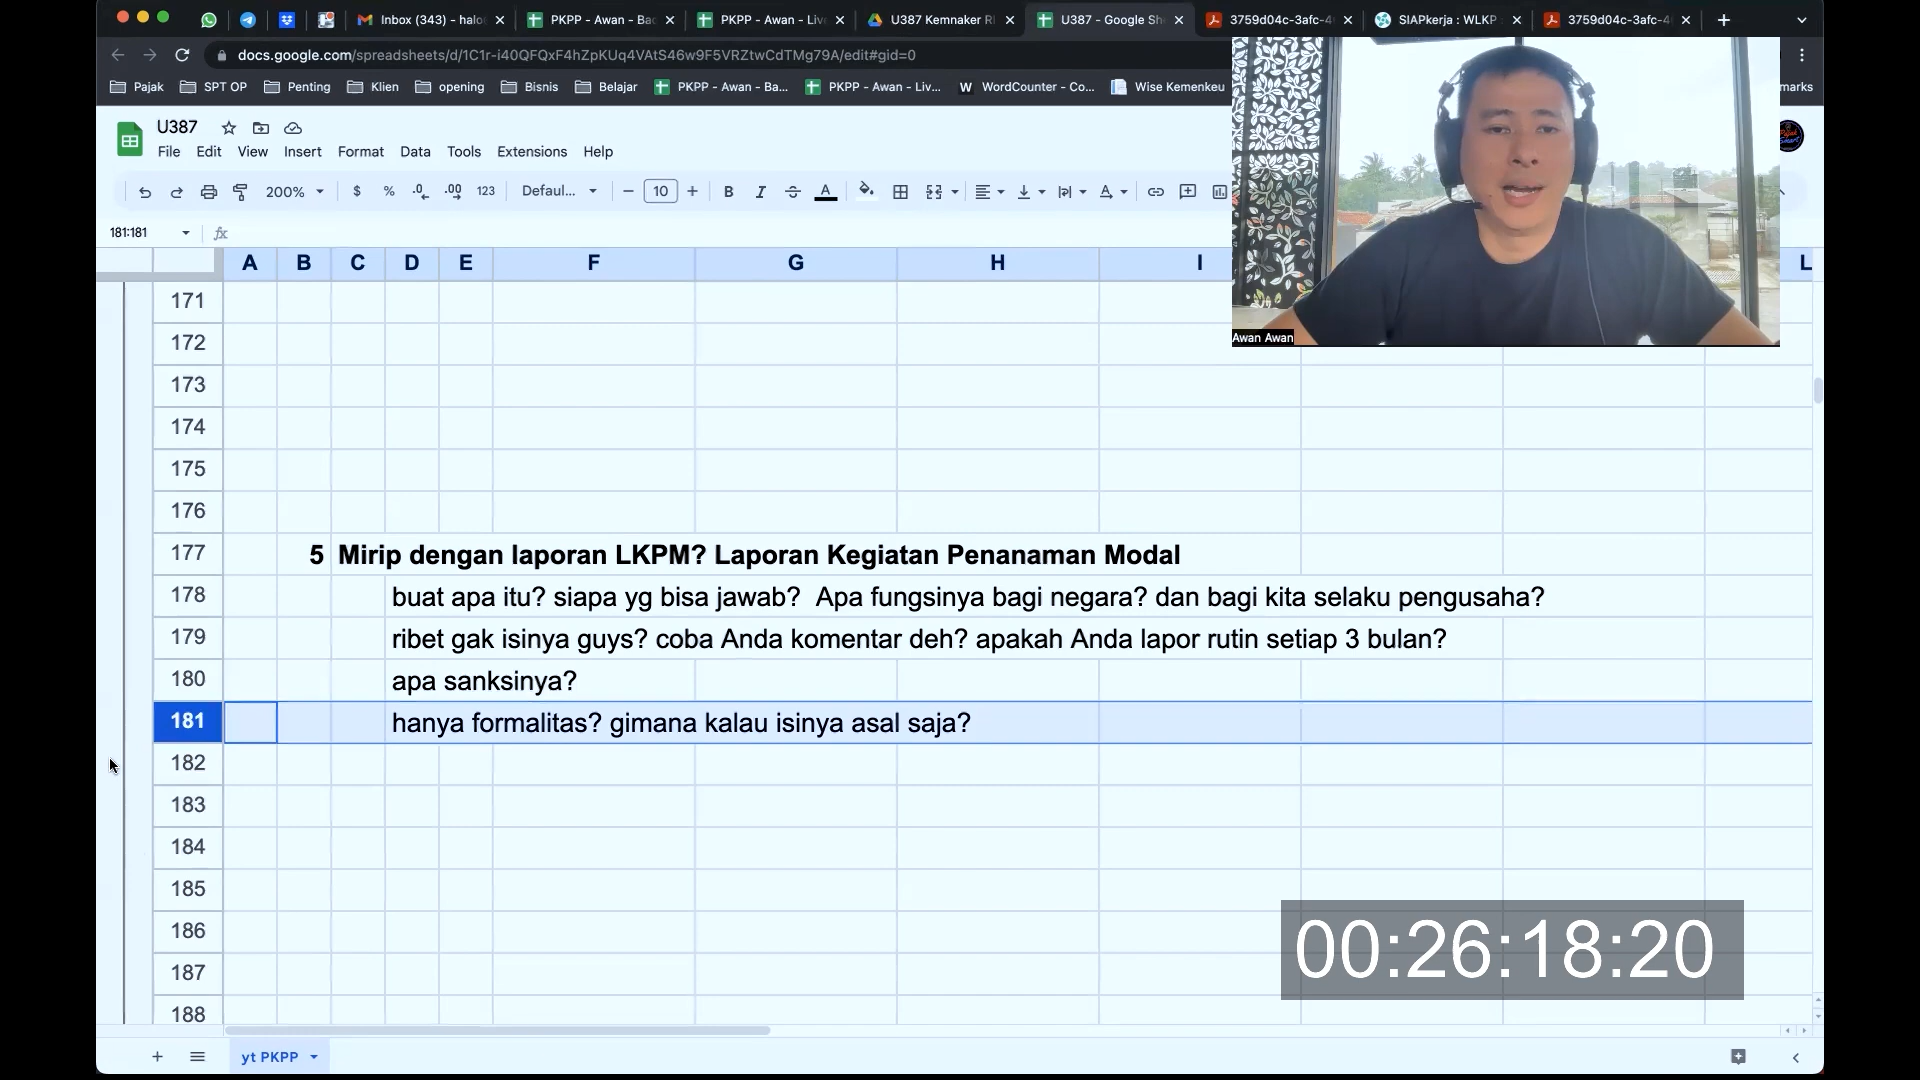 Inbox (343) - halo
PKPP - Awan - Bac
PKPP - Awan - Liv
U387 Kemnaker R
U387 - Google Sh
3759d04c-3afc-4
SIAPkerja : WLKP
3759d04c-3afc-4
docs.google.com/spreadsheets/d/1C1r-i40QFQxF4hZpKUq4VAtS46w9F5VRZtwCdTMg79A/edit#gid=0
Pajak SPT OP Penting Klien opening Bisnis Belajar PKPP - Awan - Ba... PKPP - Awan - Liv... W WordCounter - Co... Wise Kemenkeu marks
U387
File Edit View Insert Format Data Tools Extensions Help
200% $ % .0 .00 123 Defaul... − 10 + B I A
181:181 fx
A B C D E F G H I L
171
172
173
174
175
176
177 5 Mirip dengan laporan LKPM? Laporan Kegiatan Penanaman Modal
178 buat apa itu? siapa yg bisa jawab? Apa fungsinya bagi negara? dan bagi kita selaku pengusaha?
179 ribet gak isinya guys? coba Anda komentar deh? apakah Anda lapor rutin setiap 3 bulan?
180 apa sanksinya?
181 hanya formalitas? gimana kalau isinya asal saja?
182
183
184
185
186
187
188
Awan Awan
00:26:18:20
yt PKPP